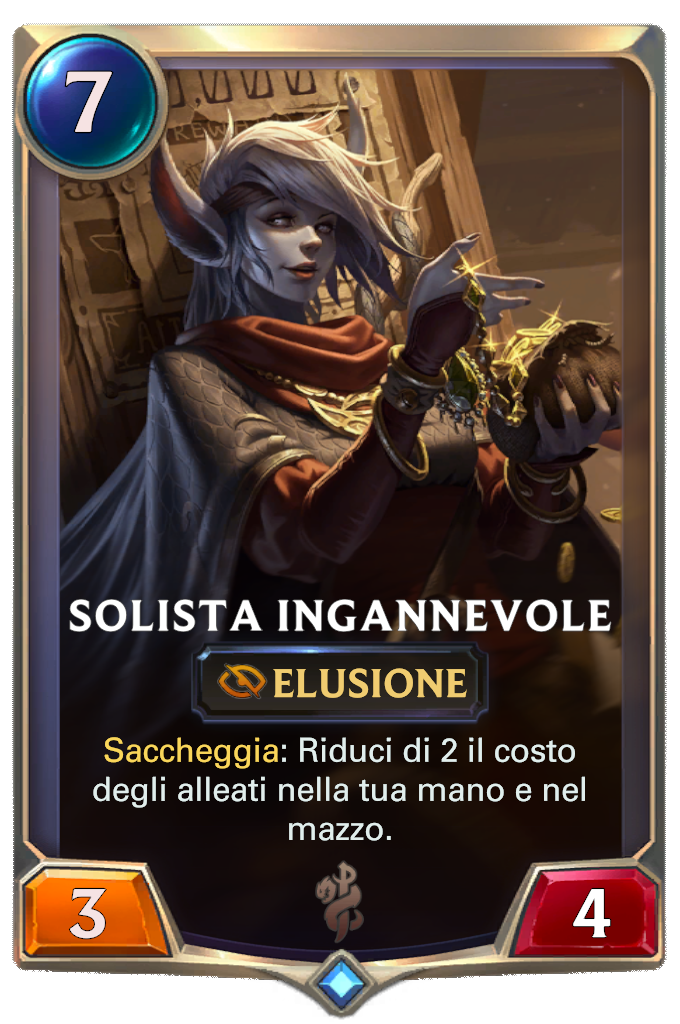 7
SOLISTA INGANNEVOLE
ELUSIONE
Saccheggia: Riduci di 2 il costo
degli alleati nella tua mano e nel
mazzo.
3
4